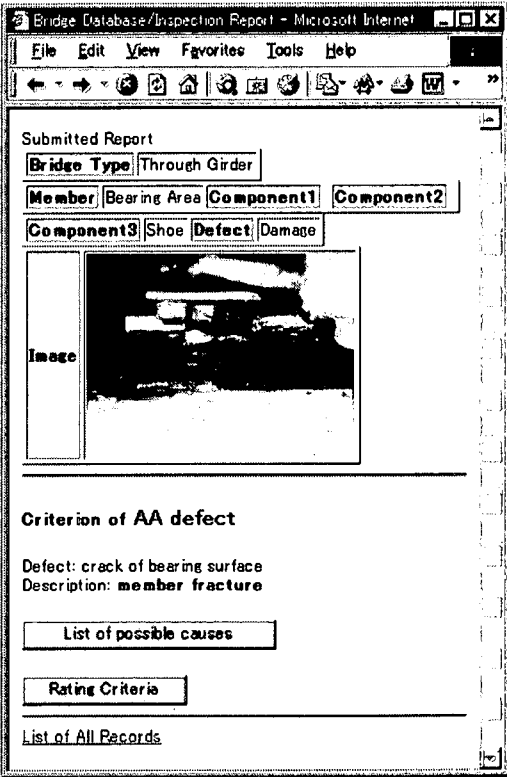 Bridge Database/Inspection Report - Microsoft Internet
File Edit View Favorites Tools Help
Submitted Report
Bridge Type Through Girder
Member Bearing Area Component1 Component2
Component3 Shoe Defect Damage
Image
Criterion of AA defect
Defect: crack of bearing surface
Description: member fracture
List of possible causes
Rating Criteria
List of All Records